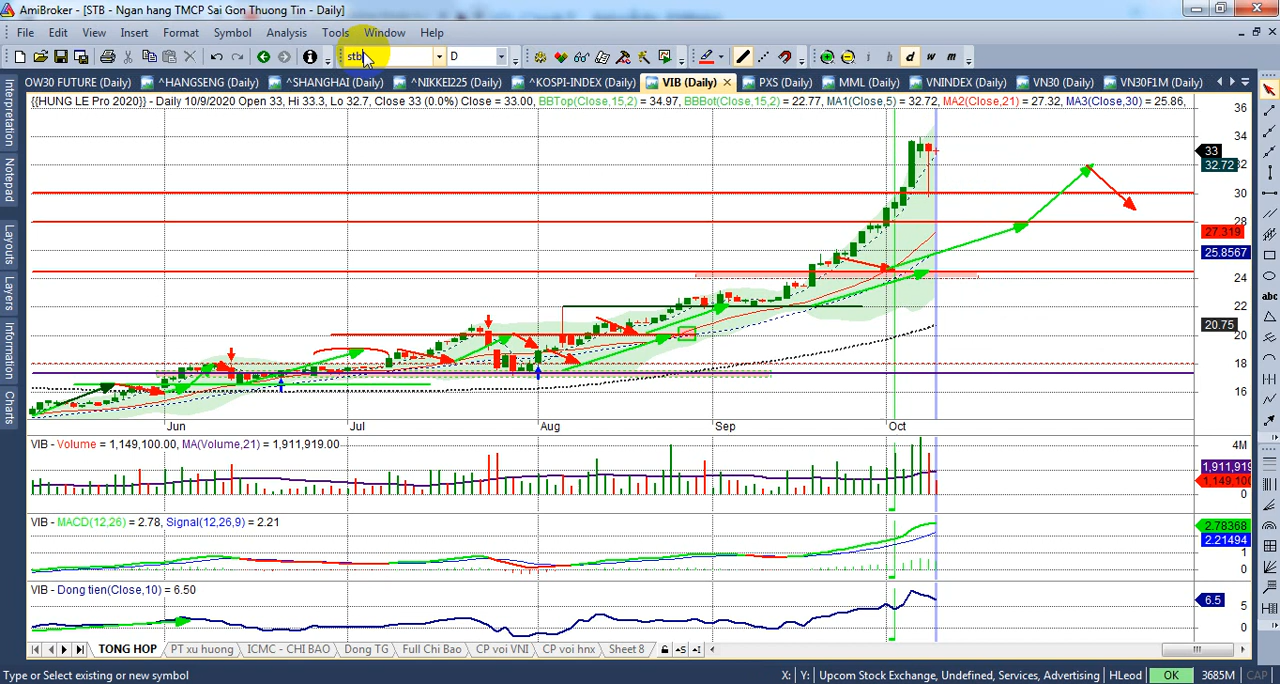 AmiBroker - [STB - Ngan hang TMCP Sai Gon Thuong Tin - Daily]
File Edit View Insert Format Symbol Analysis Tools Window Help
stb D i h d w m
OW30 FUTURE (Daily) ^HANGSENG (Daily) ^SHANGHAI (Daily) ^NIKKEI225 (Daily) ^KOSPI-INDEX (Daily) VIB (Daily) PXS (Daily) MML (Daily) VNINDEX (Daily) VN30 (Daily) VN30F1M (Daily)
{{HUNG LE Pro 2020}} - Daily 10/9/2020 Open 33, Hi 33.1, Lo 32.7, Close 33 (0.0%) Close = 33.00, BBTop(Close,15,2) = 34.97, BBBot(Close,15,2) = 22.77, MA1(Close,5) = 32.72, MA2(Close,21) = 27.32, MA3(Close,30) = 25.86,
36
34
33
32.72
32
30
28
27.319
25.8567
24
22
20.75
20
18
16
Jun Jul Aug Sep Oct
VIB - Volume = 1,149,100.00, MA(Volume,21) = 1,911,919.00
4M
1,911,919
1,149,100
0
VIB - MACD(12,26) = 2.78, Signal(12,26,9) = 2.21
2.78368
2.21494
1
0
VIB - Dong tien(Close,10) = 6.50
6.5
5
0
TONG HOP PT xu huong ICMC - CHI BAO Dong TG Full Chi Bao CP voi VNI CP voi hnx Sheet 8
Type or Select existing or new symbol X: Y: Upcom Stock Exchange, Undefined, Services, Advertising HLeod OK 3685M CAP
Interpretation
Notepad
Layouts
Layers
Information
Charts
abc